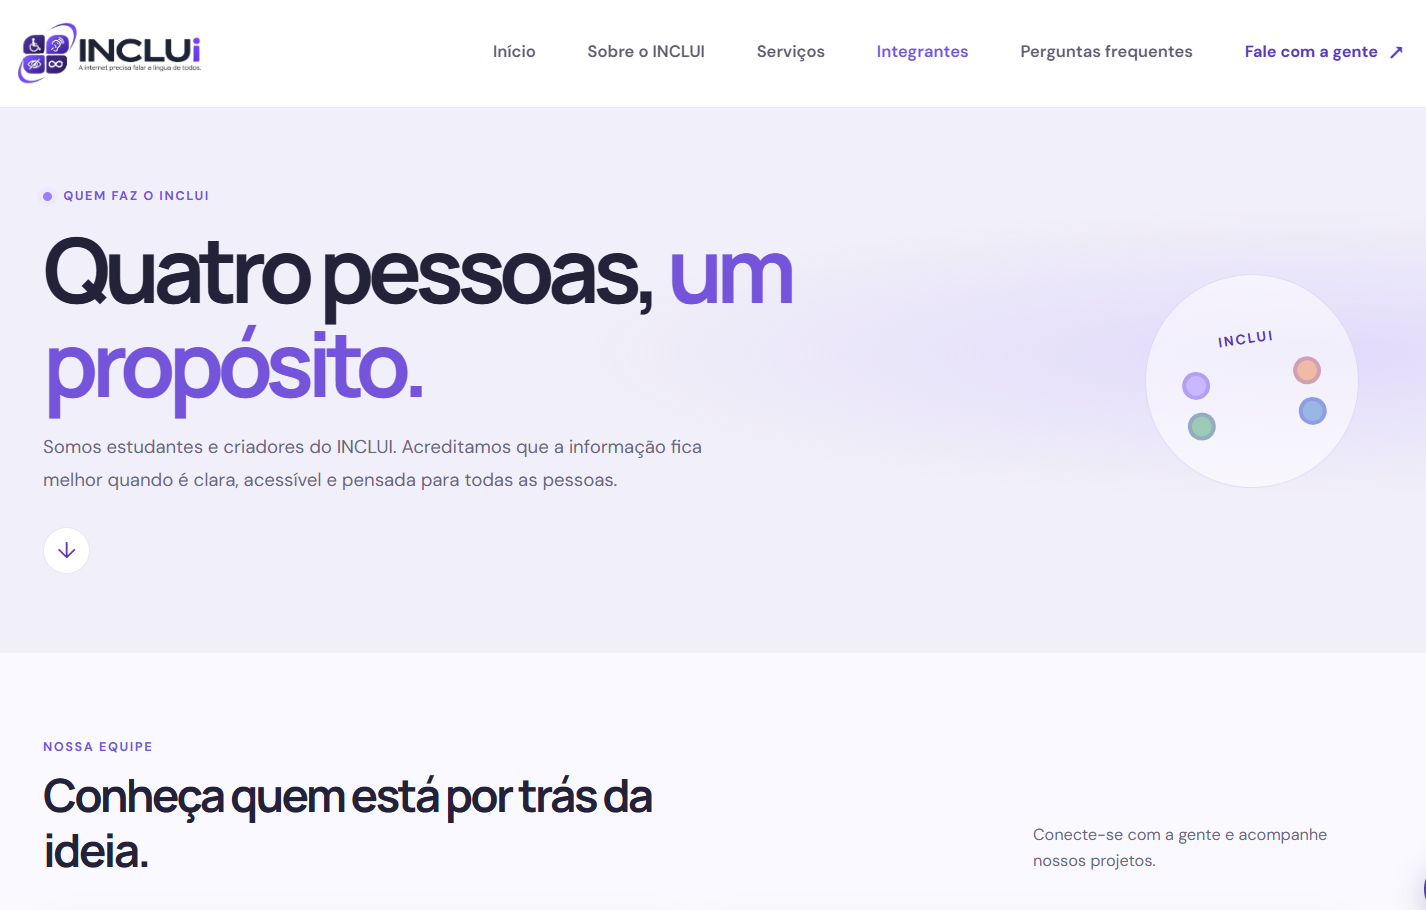 INCLUi
A internet precisa falar a língua de todos.
Início
Sobre o INCLUI
Serviços
Integrantes
Perguntas frequentes
Fale com a gente ↗
QUEM FAZ O INCLUI
Quatro pessoas, um
propósito.
Somos estudantes e criadores do INCLUI. Acreditamos que a informação fica
melhor quando é clara, acessível e pensada para todas as pessoas.
INCLUI
NOSSA EQUIPE
Conheça quem está por trás da
ideia.
Conecte-se com a gente e acompanhe
nossos projetos.